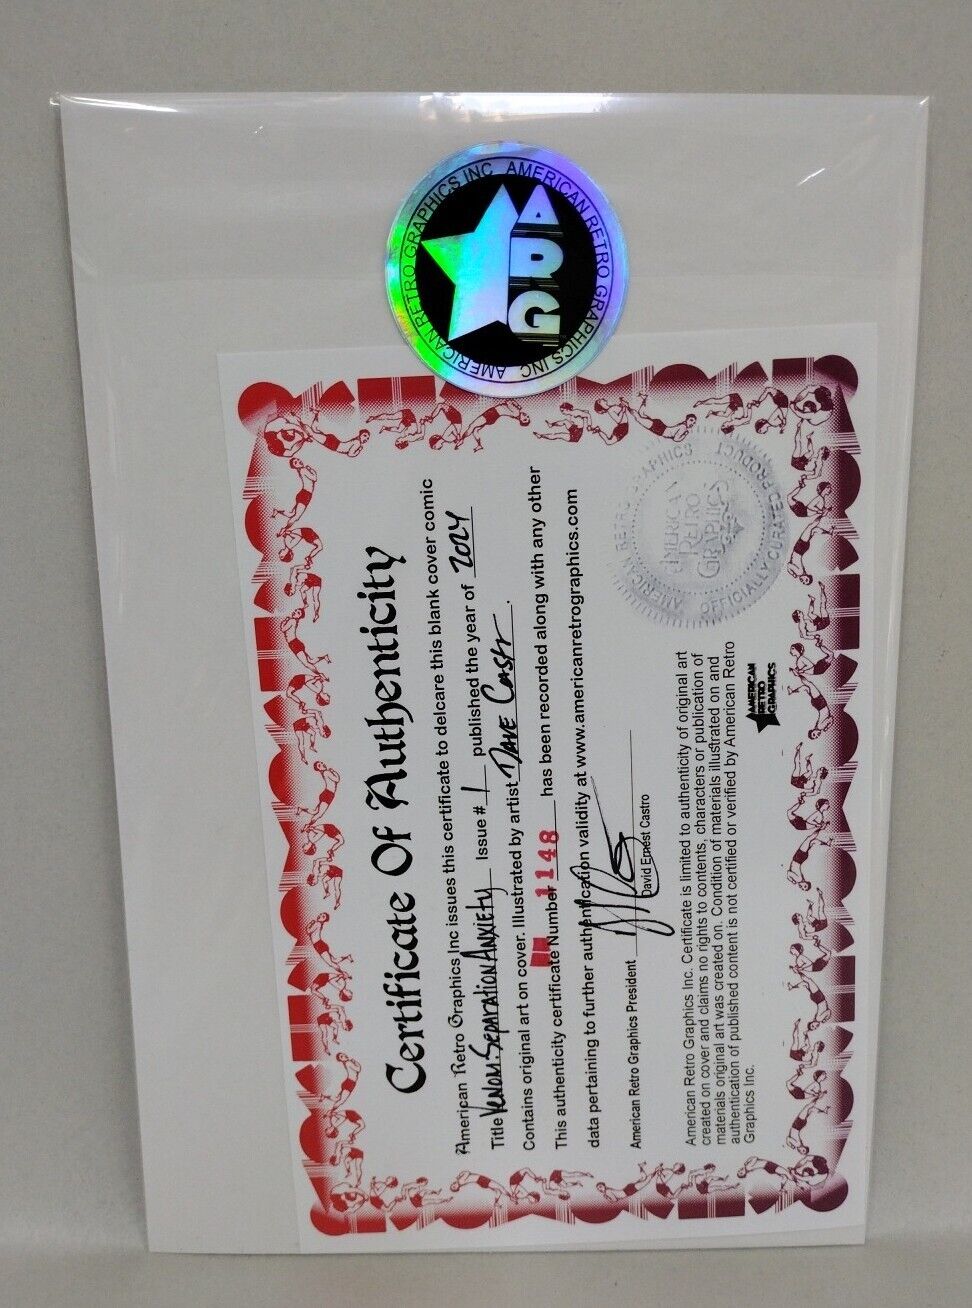 AMERICAN RETRO GRAPHICS INC AMERICAN RETRO GRAPHICS INC
ARG
Certificate Of Authenticity
American Retro Graphics Inc issues this certificate to delcare this blank cover comic
Title Venom: Separation Anxiety Issue # 1 published the year of 2024
Contains original art on cover. Illustrated by artist Dave Castr.
This authenticity certificate Number 1148 has been recorded along with any other
data pertaining to further authentication validity at www.americanretrographics.com
American Retro Graphics President
David Ernest Castro
American Retro Graphics Inc. Certificate is limited to authenticity of original art
created on cover and claims no rights to contents, characters or publication of
materials original art was created on. Condition of materials illustrated on and
authentication of published content is not certified or verified by American Retro
Graphics Inc.
AMERICAN
RETRO
GRAPHICS
AMERICAN RETRO GRAPHICS
OFFICIALLY CURATED PRODUCT
AMERICAN
RETRO
GRAPHICS